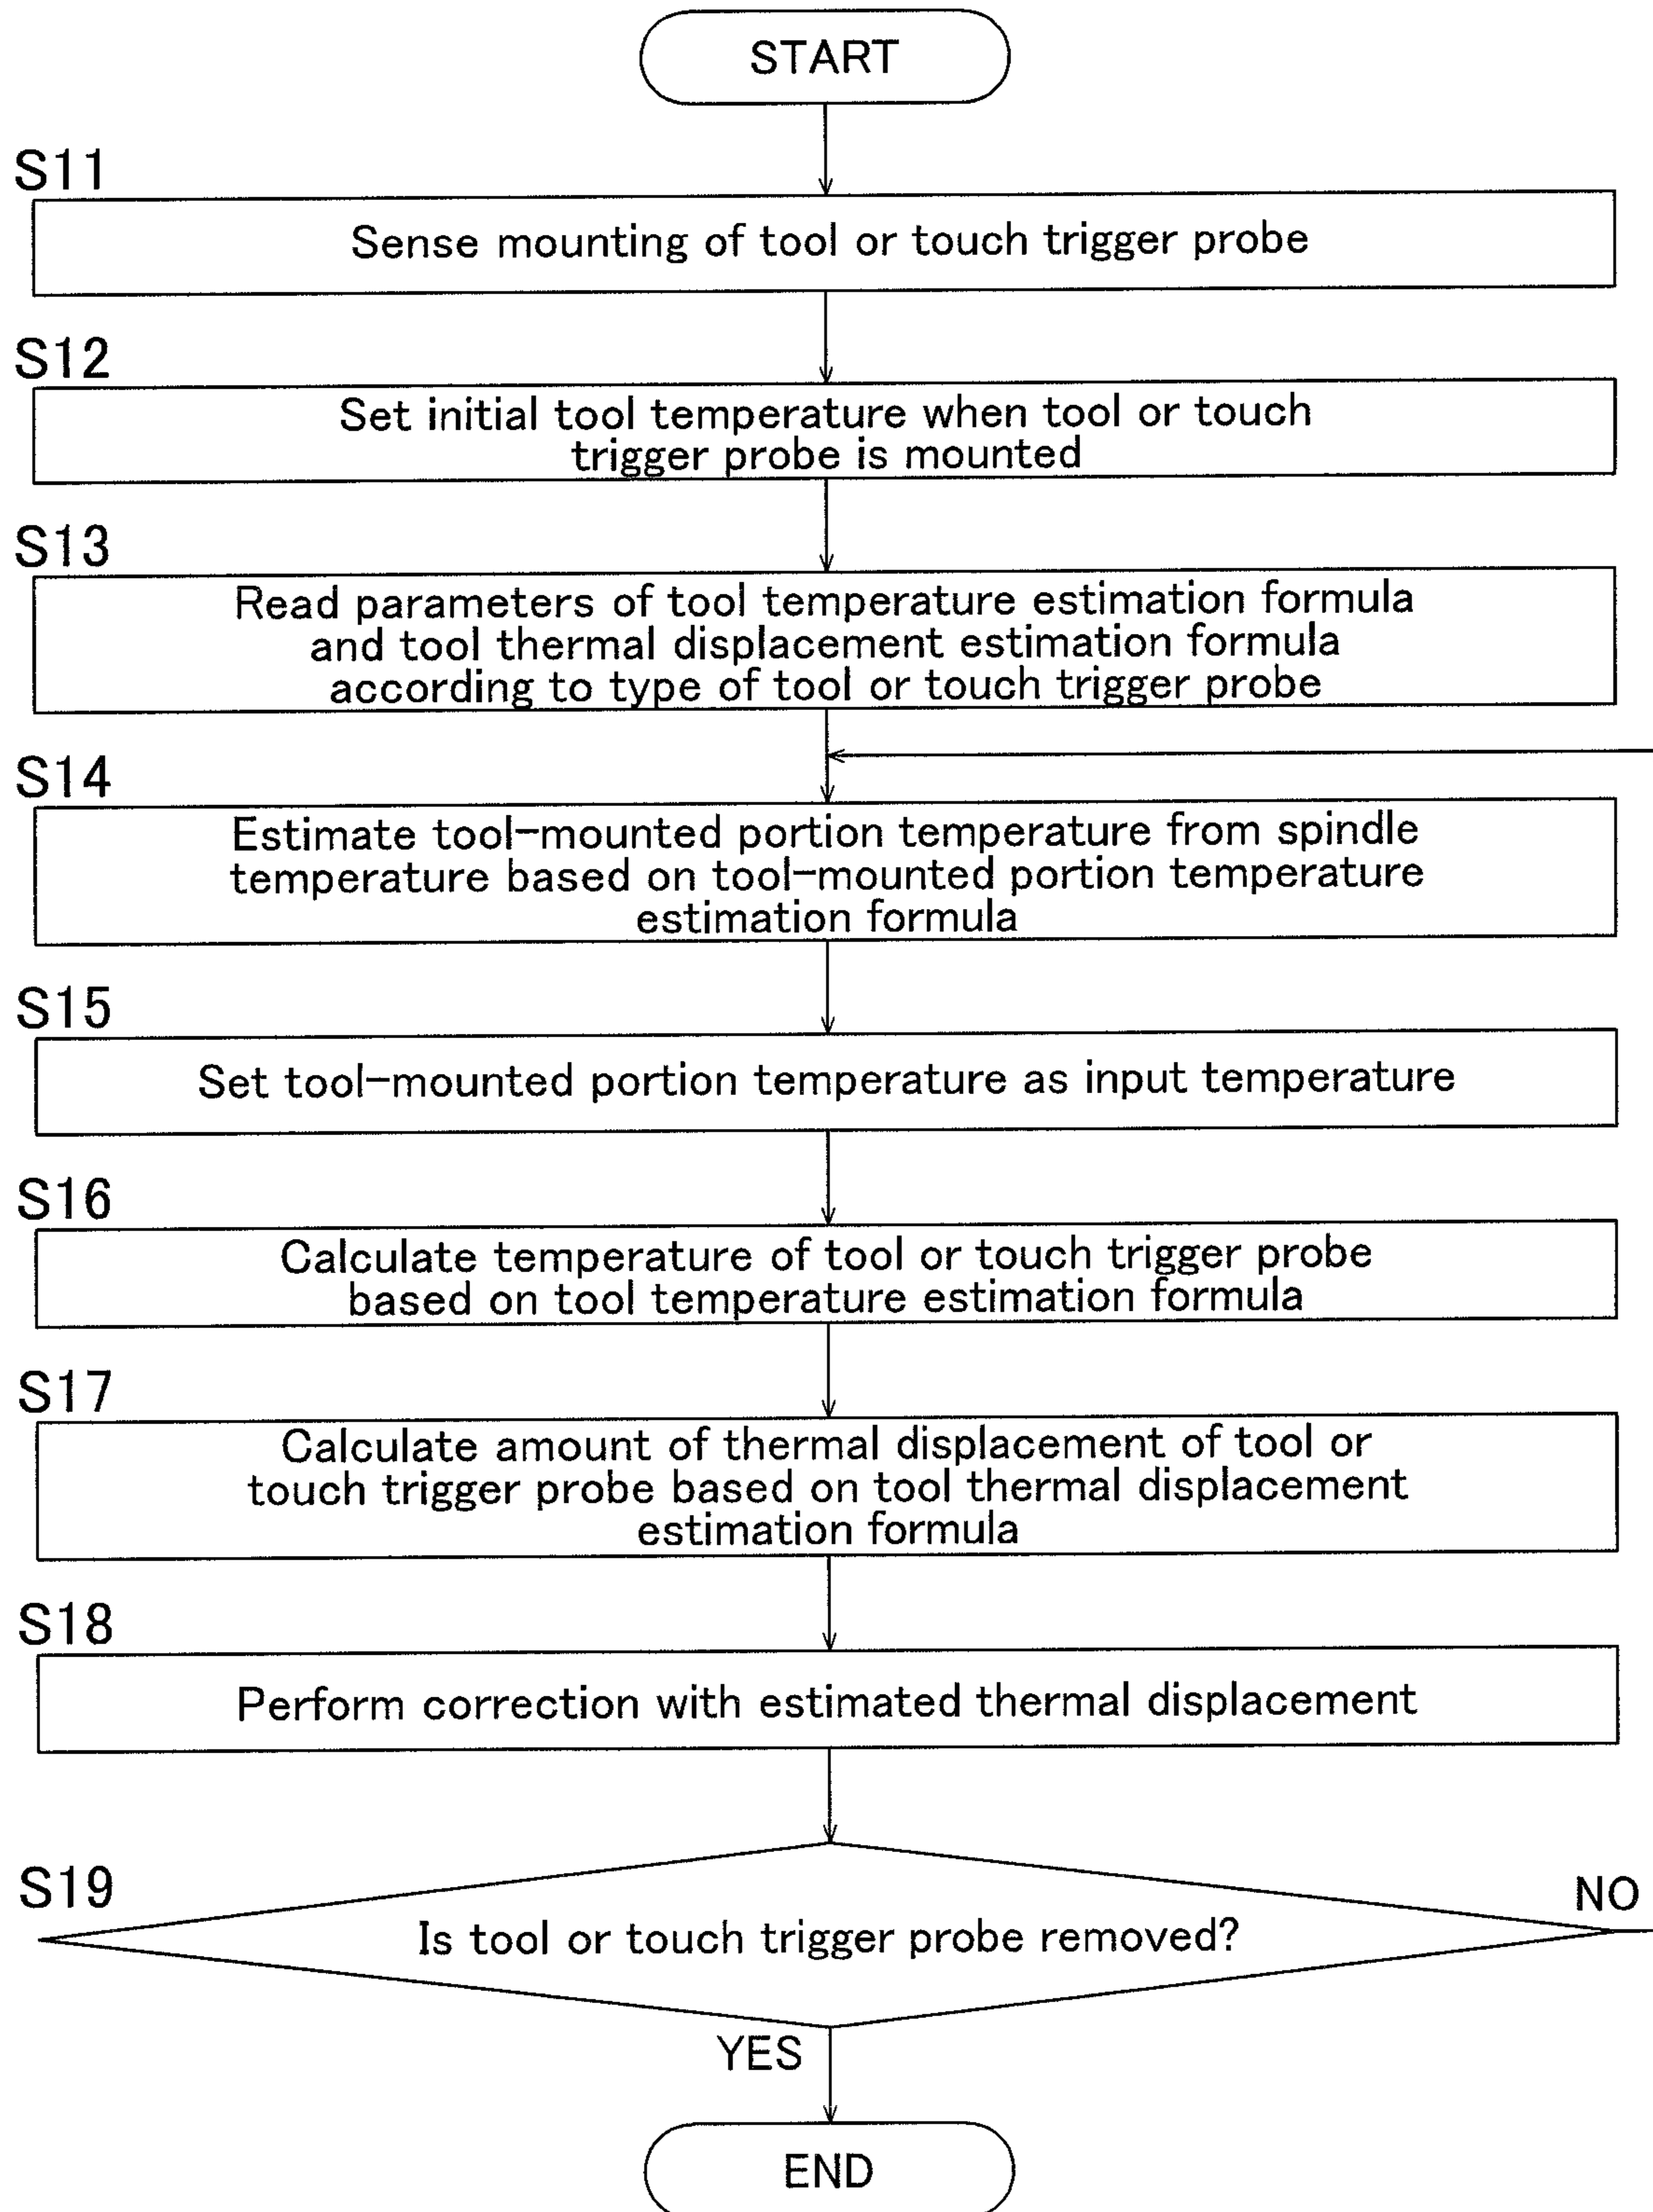 START
S11
Sense mounting of tool or touch trigger probe
S12
Set initial tool temperature when tool or touch
trigger probe is mounted
S13
Read parameters of tool temperature estimation formula
and tool thermal displacement estimation formula
according to type of tool or touch trigger probe
S14
Estimate tool-mounted portion temperature from spindle
temperature based on tool-mounted portion temperature
estimation formula
S15
Set tool-mounted portion temperature as input temperature
S16
Calculate temperature of tool or touch trigger probe
based on tool temperature estimation formula
S17
Calculate amount of thermal displacement of tool or
touch trigger probe based on tool thermal displacement
estimation formula
S18
Perform correction with estimated thermal displacement
S19
NO
Is tool or touch trigger probe removed?
YES
END